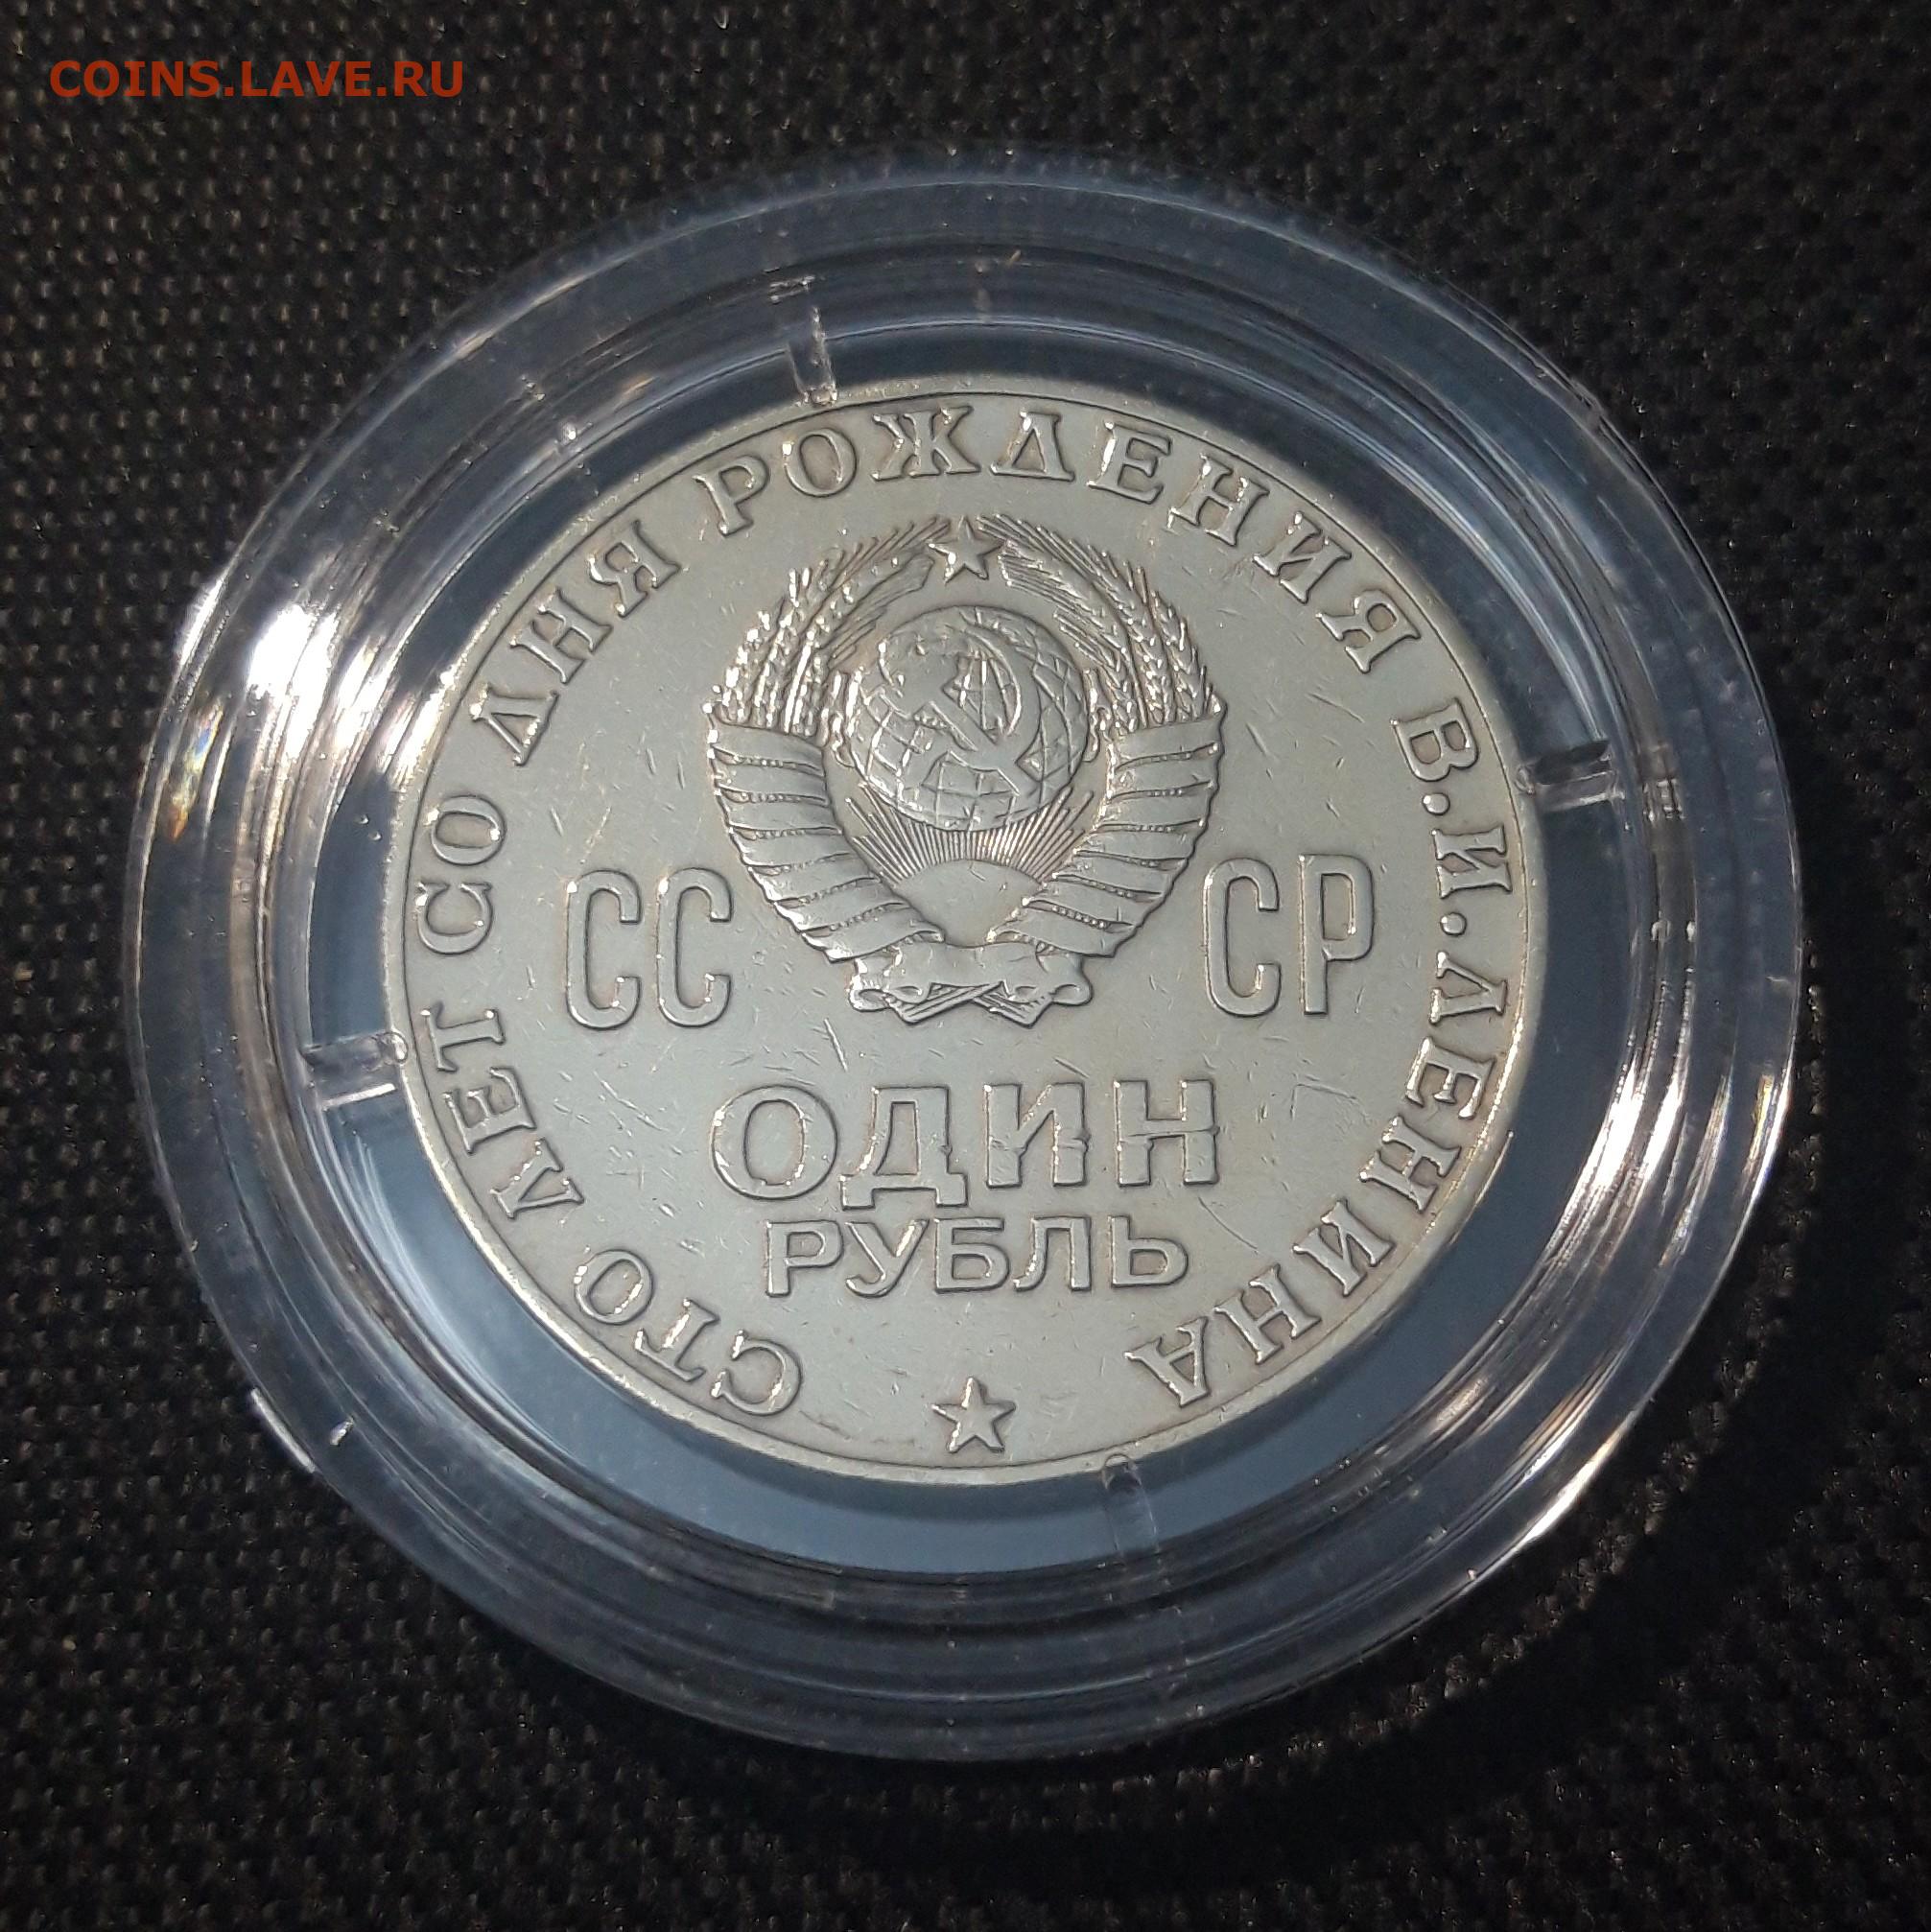 COINS.LAVE.RU
СТО ЛЕТ СО ДНЯ РОЖДЕНИЯ В.И.ЛЕНИНА
СС СР
ОДИН
РУБЛЬ